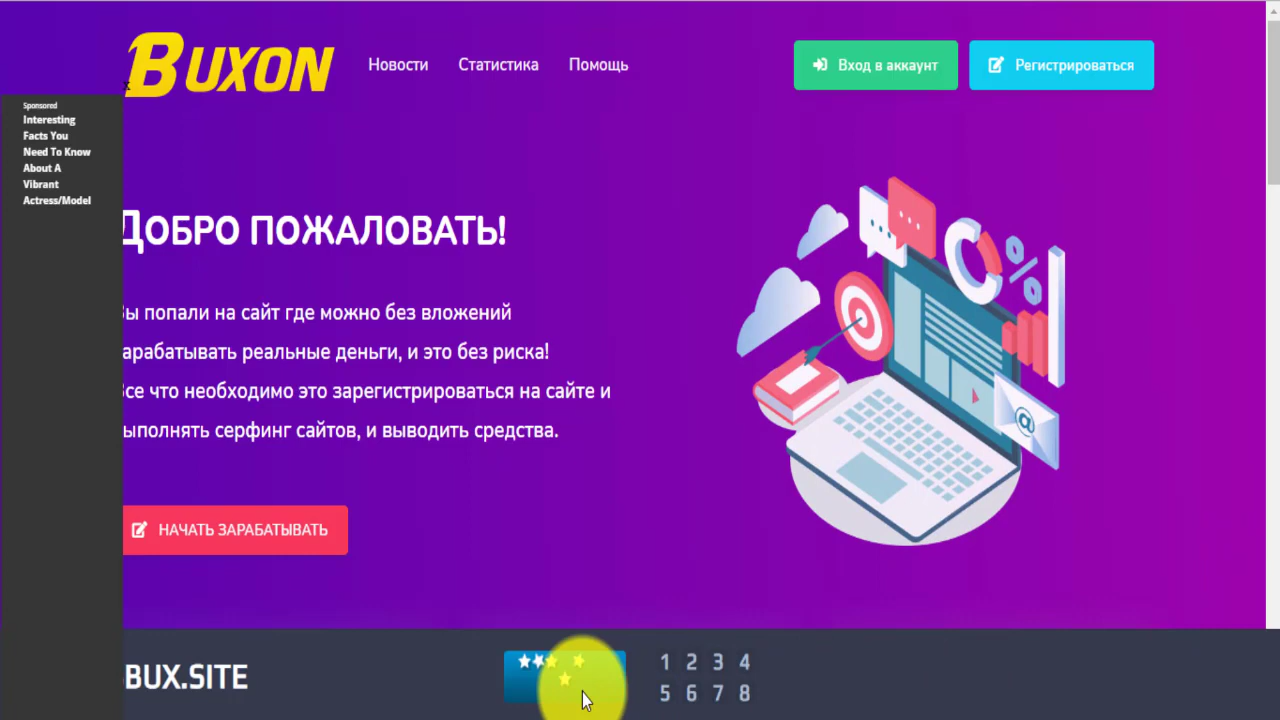 BUXON
Новости Статистика Помощь
Вход в аккаунт
Регистрироваться
x
Sponsored
Interesting
Facts You
Need To Know
About A
Vibrant
Actress/Model
ДОБРО ПОЖАЛОВАТЬ!
Вы попали на сайт где можно без вложений
арабатывать реальные деньги, и это без риска!
Все что необходимо это зарегистрироваться на сайте и
ыполнять серфинг сайтов, и выводить средства.
НАЧАТЬ ЗАРАБАТЫВАТЬ
%
@
BUX.SITE
1 2 3 4
5 6 7 8